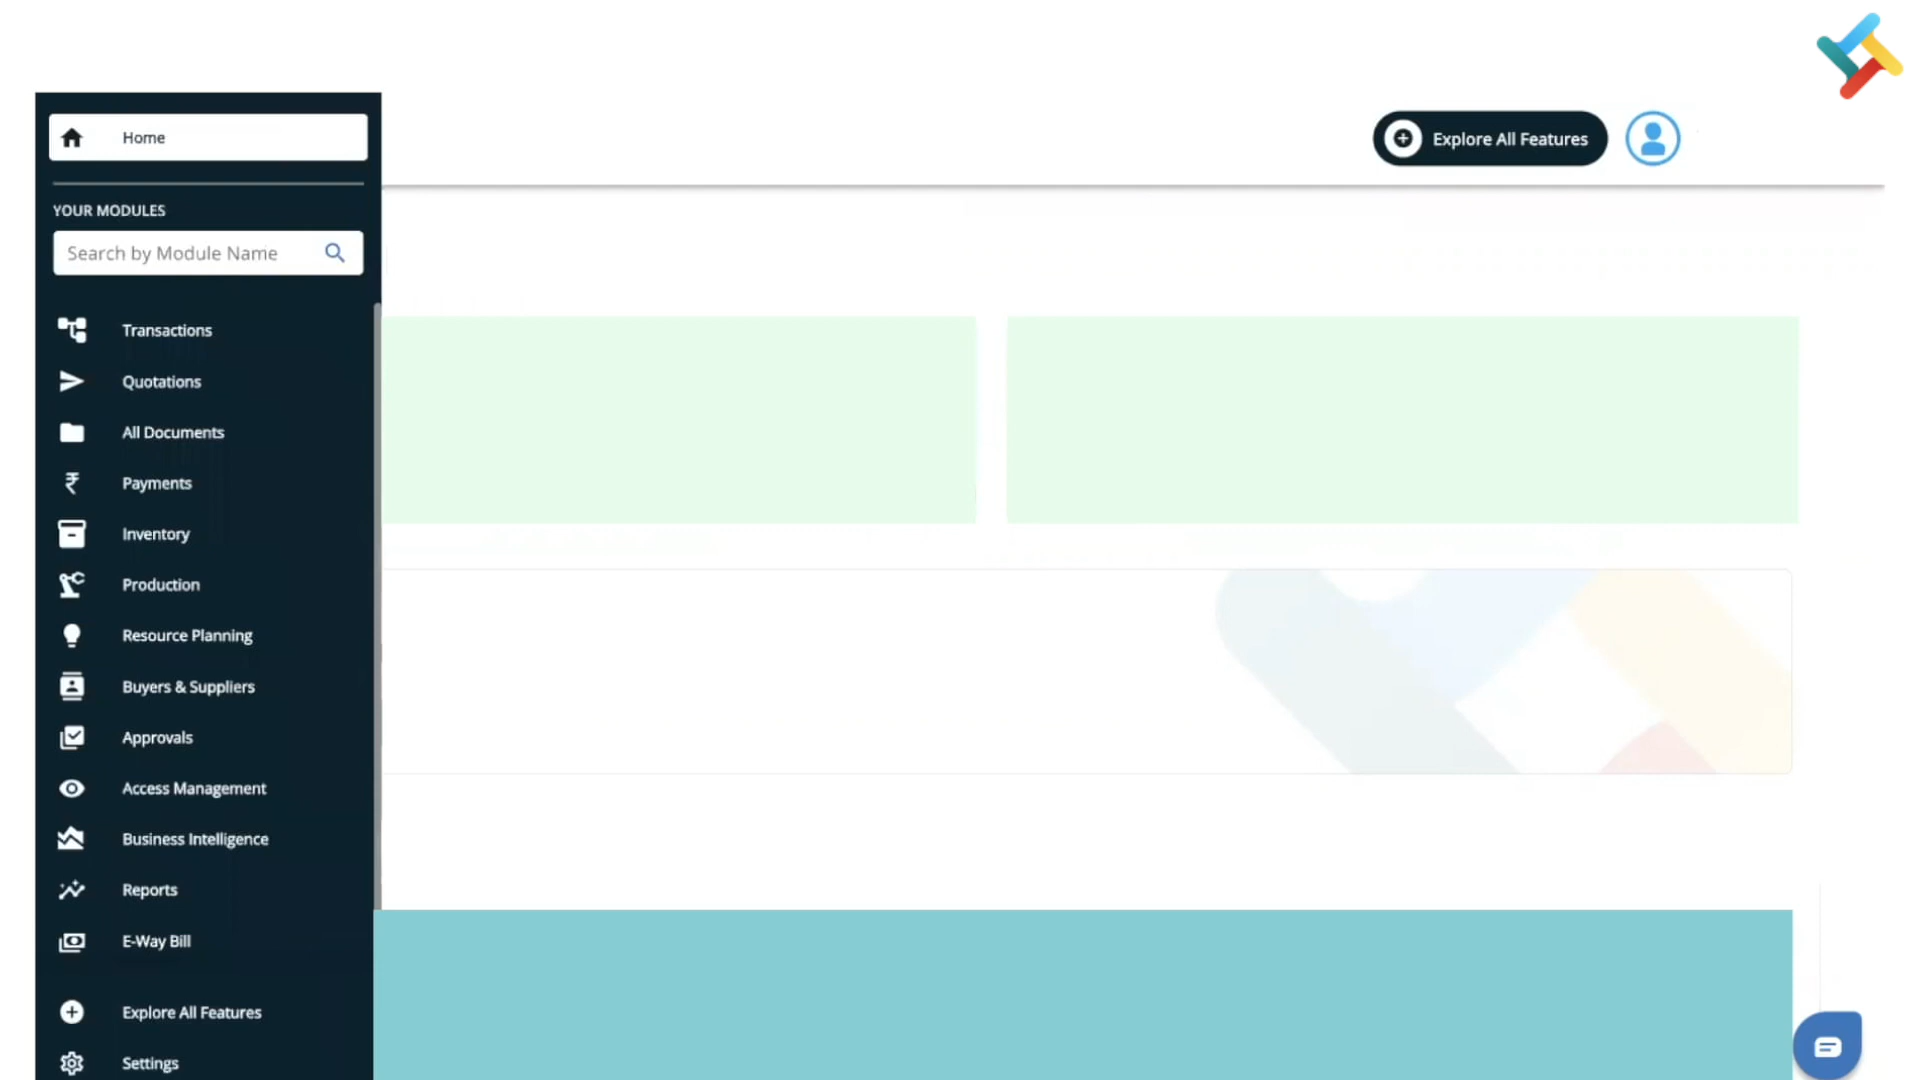 Home
Explore All Features
YOUR MODULES
Search by Module Name
Transactions
Quotations
All Documents
Payments
Inventory
Production
Resource Planning
Buyers & Suppliers
Approvals
Access Management
Business Intelligence
Reports
E-Way Bill
Explore All Features
Settings